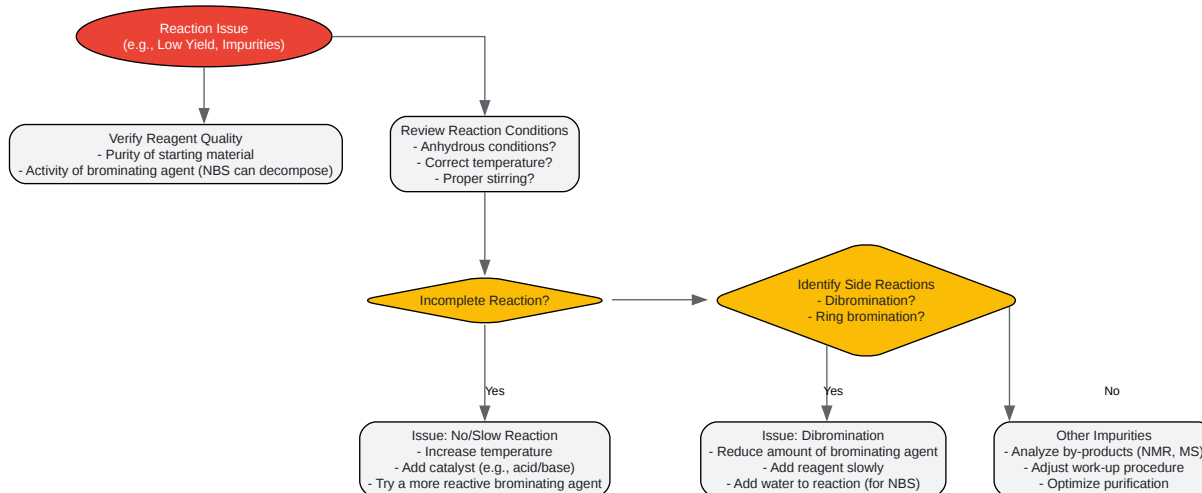 Reaction Issue
(e.g., Low Yield, Impurities)
Verify Reagent Quality
- Purity of starting material
- Activity of brominating agent (NBS can decompose)
Review Reaction Conditions
- Anhydrous conditions?
- Correct temperature?
- Proper stirring?
Incomplete Reaction?
Identify Side Reactions
- Dibromination?
- Ring bromination?
Yes
Yes
No
Issue: No/Slow Reaction
- Increase temperature
- Add catalyst (e.g., acid/base)
- Try a more reactive brominating agent
Issue: Dibromination
- Reduce amount of brominating agent
- Add reagent slowly
- Add water to reaction (for NBS)
Other Impurities
- Analyze by-products (NMR, MS)
- Adjust work-up procedure
- Optimize purification